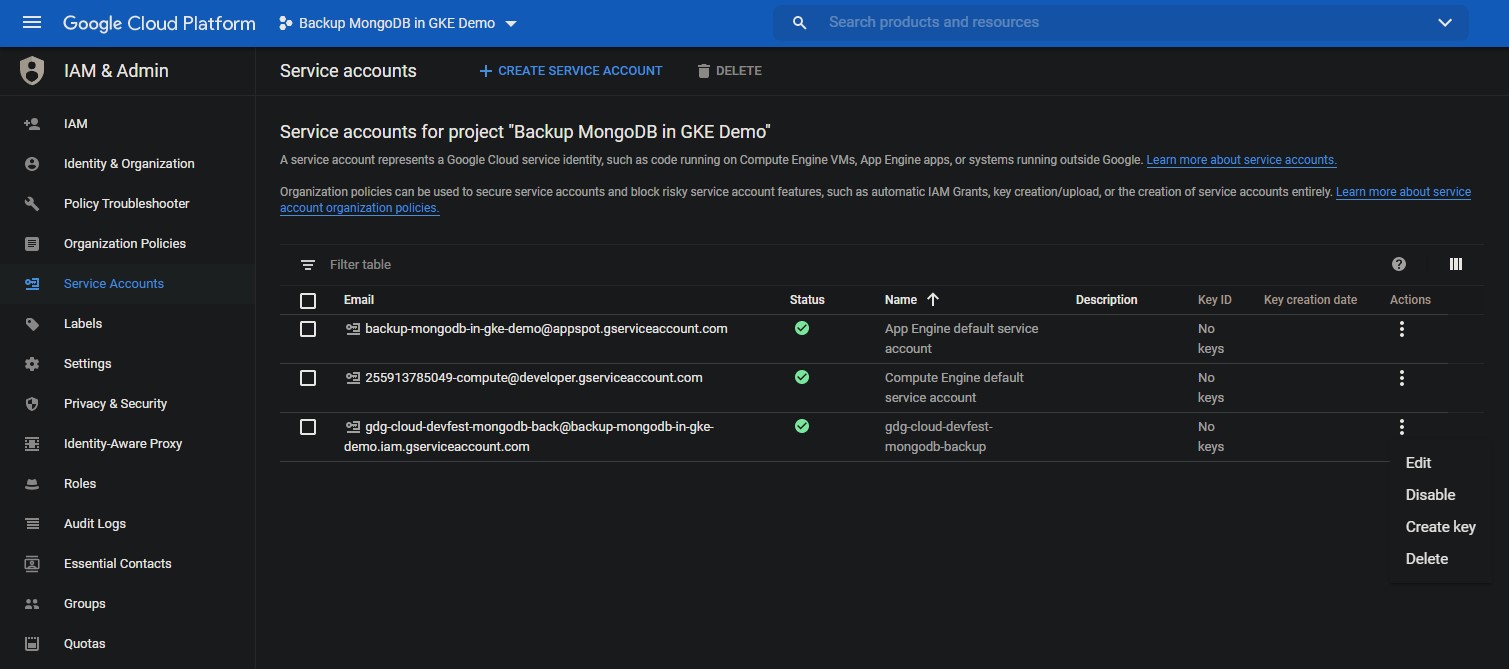 Google Cloud Platform
Backup MongoDB in GKE Demo
Search products and resources
IAM & Admin
Service accounts
+ CREATE SERVICE ACCOUNT
DELETE
IAM
Identity & Organization
Policy Troubleshooter
Organization Policies
Service Accounts
Labels
Settings
Privacy & Security
Identity-Aware Proxy
Roles
Audit Logs
Essential Contacts
Groups
Quotas
Service accounts for project "Backup MongoDB in GKE Demo"
A service account represents a Google Cloud service identity, such as code running on Compute Engine VMs, App Engine apps, or systems running outside Google. Learn more about service accounts.
Organization policies can be used to secure service accounts and block risky service account features, such as automatic IAM Grants, key creation/upload, or the creation of service accounts entirely. Learn more about service
account organization policies.
Filter table
Email Status Name Description Key ID Key creation date Actions
backup-mongodb-in-gke-demo@appspot.gserviceaccount.com App Engine default service No
account keys
255913785049-compute@developer.gserviceaccount.com Compute Engine default No
service account keys
gdg-cloud-devfest-mongodb-back@backup-mongodb-in-gke- gdg-cloud-devfest- No
demo.iam.gserviceaccount.com mongodb-backup keys
Edit
Disable
Create key
Delete